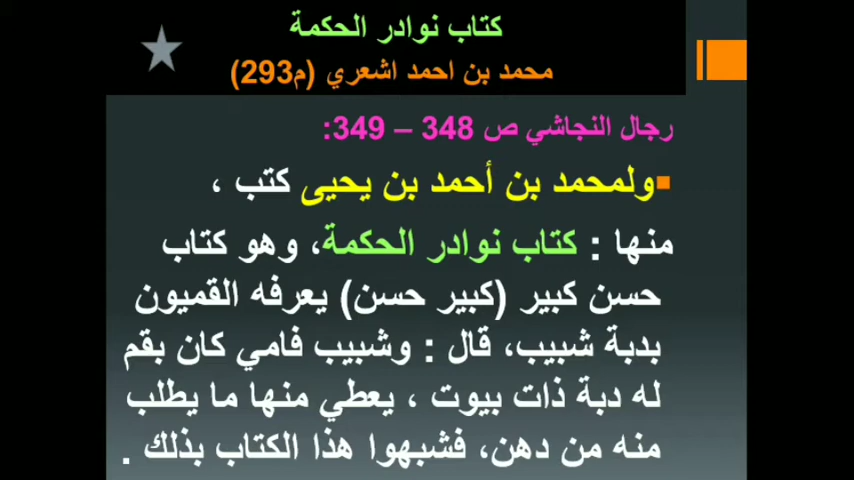 كتاب نوادر الحكمة
محمد بن احمد اشعري (م293)
رجال النجاشي ص 348 – 349:
ولمحمد بن أحمد بن يحيى كتب ،
منها : كتاب نوادر الحكمة، وهو كتاب
حسن كبير (كبير حسن) يعرفه القميون
بدبة شبيب، قال : وشبيب فامي كان بقم
له دبة ذات بيوت ، يعطي منها ما يطلب
منه من دهن، فشبهوا هذا الكتاب بذلك .